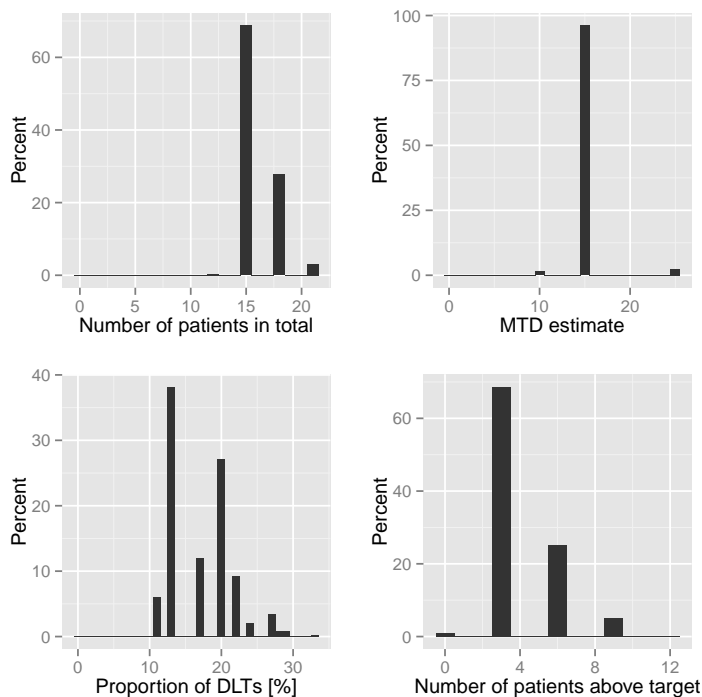 60
40
20
0
Percent
0 5 10 15 20
Number of patients in total
100
75
50
25
0
Percent
0 10 20
MTD estimate
40
30
20
10
0
Percent
0 10 20 30
Proportion of DLTs [%]
60
40
20
0
Percent
0 4 8 12
Number of patients above target